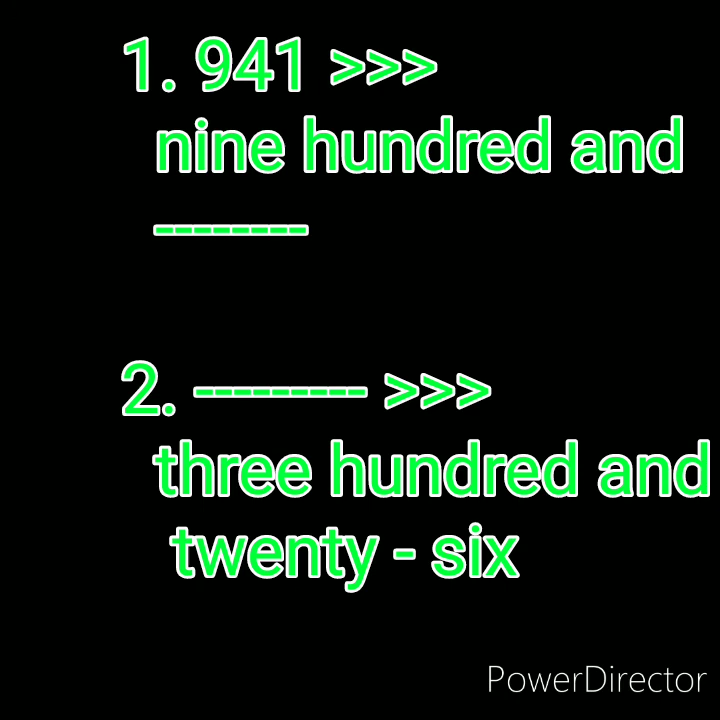 1. 941 >>>
nine hundred and
--------
2. --------- >>>
three hundred and
twenty - six
PowerDirector